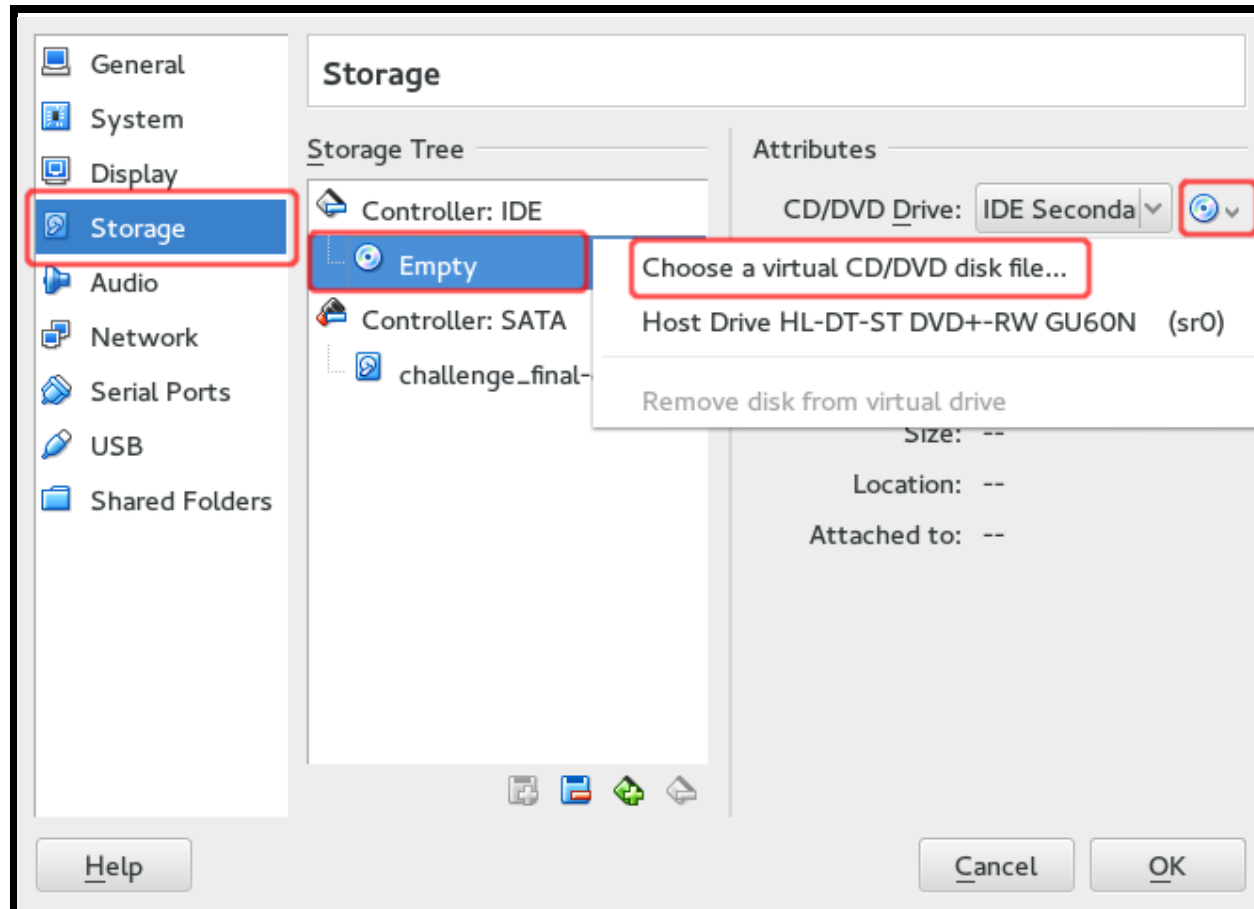 General
System
Display
Storage
Audio
Network
Serial Ports
USB
Shared Folders
Storage
Storage Tree
Controller: IDE
Empty
Controller: SATA
challenge_final-
Attributes
CD/DVD Drive: IDE Seconda
Choose a virtual CD/DVD disk file...
Host Drive HL-DT-ST DVD+-RW GU60N (sr0)
Remove disk from virtual drive
Size: --
Location: --
Attached to: --
Help
Cancel
OK